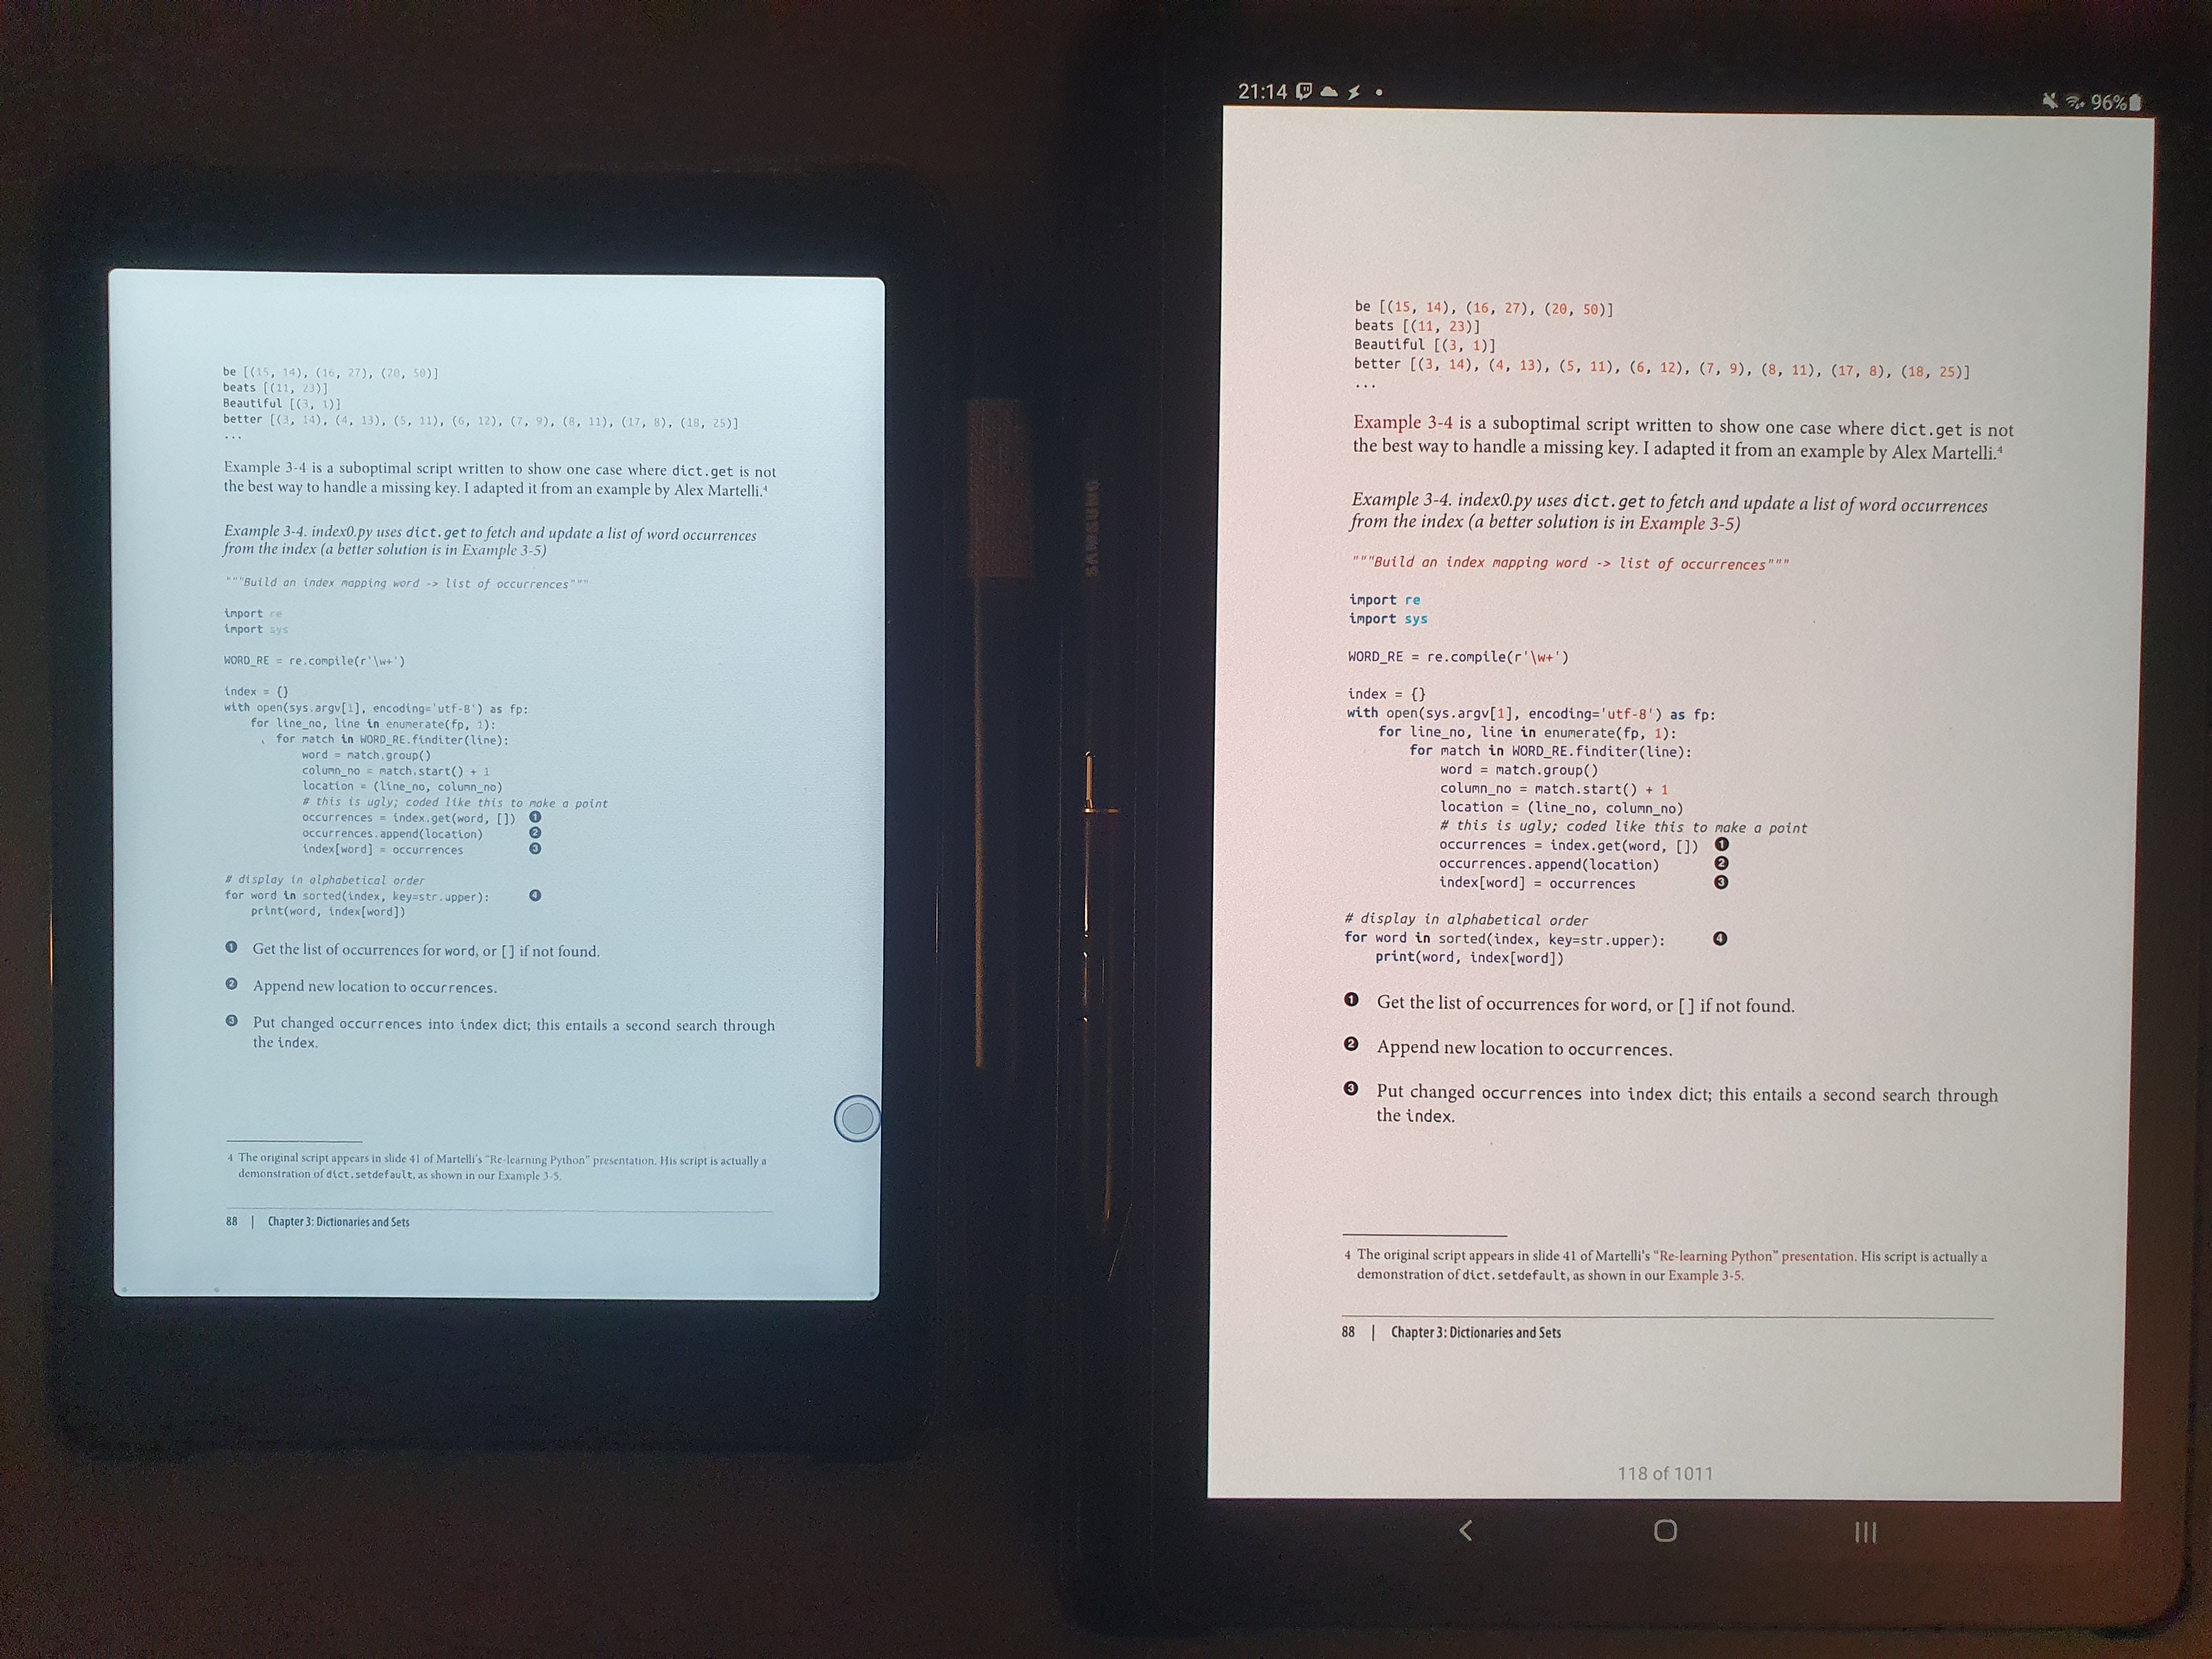 be [(15, 14), (16, 27), (20, 50)]
beats [(11, 23)]
Beautiful [(3, 1)]
better [(3, 14), (4, 13), (5, 11), (6, 12), (7, 9), (8, 11), (17, 8), (18, 25)]
...
Example 3-4 is a suboptimal script written to show one case where dict.get is not
the best way to handle a missing key. I adapted it from an example by Alex Martelli.4
Example 3-4. index0.py uses dict.get to fetch and update a list of word occurrences
from the index (a better solution is in Example 3-5)
"""Build an index mapping word -> list of occurrences"""
import re
import sys
WORD_RE = re.compile(r'\w+')
index = {}
with open(sys.argv[1], encoding='utf-8') as fp:
    for line_no, line in enumerate(fp, 1):
        for match in WORD_RE.finditer(line):
            word = match.group()
            column_no = match.start() + 1
            location = (line_no, column_no)
            # this is ugly; coded like this to make a point
            occurrences = index.get(word, []) ❶
            occurrences.append(location) ❷
            index[word] = occurrences ❸
# display in alphabetical order
for word in sorted(index, key=str.upper): ❹
    print(word, index[word])
❶ Get the list of occurrences for word, or [] if not found.
❷ Append new location to occurrences.
❸ Put changed occurrences into index dict; this entails a second search through
the index.
4 The original script appears in slide 41 of Martelli's "Re-learning Python" presentation. His script is actually a
demonstration of dict.setdefault, as shown in our Example 3-5.
88 | Chapter 3: Dictionaries and Sets
SAMSUNG
21:14
96%
be [(15, 14), (16, 27), (20, 50)]
beats [(11, 23)]
Beautiful [(3, 1)]
better [(3, 14), (4, 13), (5, 11), (6, 12), (7, 9), (8, 11), (17, 8), (18, 25)]
...
Example 3-4 is a suboptimal script written to show one case where dict.get is not
the best way to handle a missing key. I adapted it from an example by Alex Martelli.4
Example 3-4. index0.py uses dict.get to fetch and update a list of word occurrences
from the index (a better solution is in Example 3-5)
"""Build an index mapping word -> list of occurrences"""
import re
import sys
WORD_RE = re.compile(r'\w+')
index = {}
with open(sys.argv[1], encoding='utf-8') as fp:
    for line_no, line in enumerate(fp, 1):
        for match in WORD_RE.finditer(line):
            word = match.group()
            column_no = match.start() + 1
            location = (line_no, column_no)
            # this is ugly; coded like this to make a point
            occurrences = index.get(word, []) ❶
            occurrences.append(location) ❷
            index[word] = occurrences ❸
# display in alphabetical order
for word in sorted(index, key=str.upper): ❹
    print(word, index[word])
❶ Get the list of occurrences for word, or [] if not found.
❷ Append new location to occurrences.
❸ Put changed occurrences into index dict; this entails a second search through
the index.
4 The original script appears in slide 41 of Martelli's "Re-learning Python" presentation. His script is actually a
demonstration of dict.setdefault, as shown in our Example 3-5.
88 | Chapter 3: Dictionaries and Sets
118 of 1011